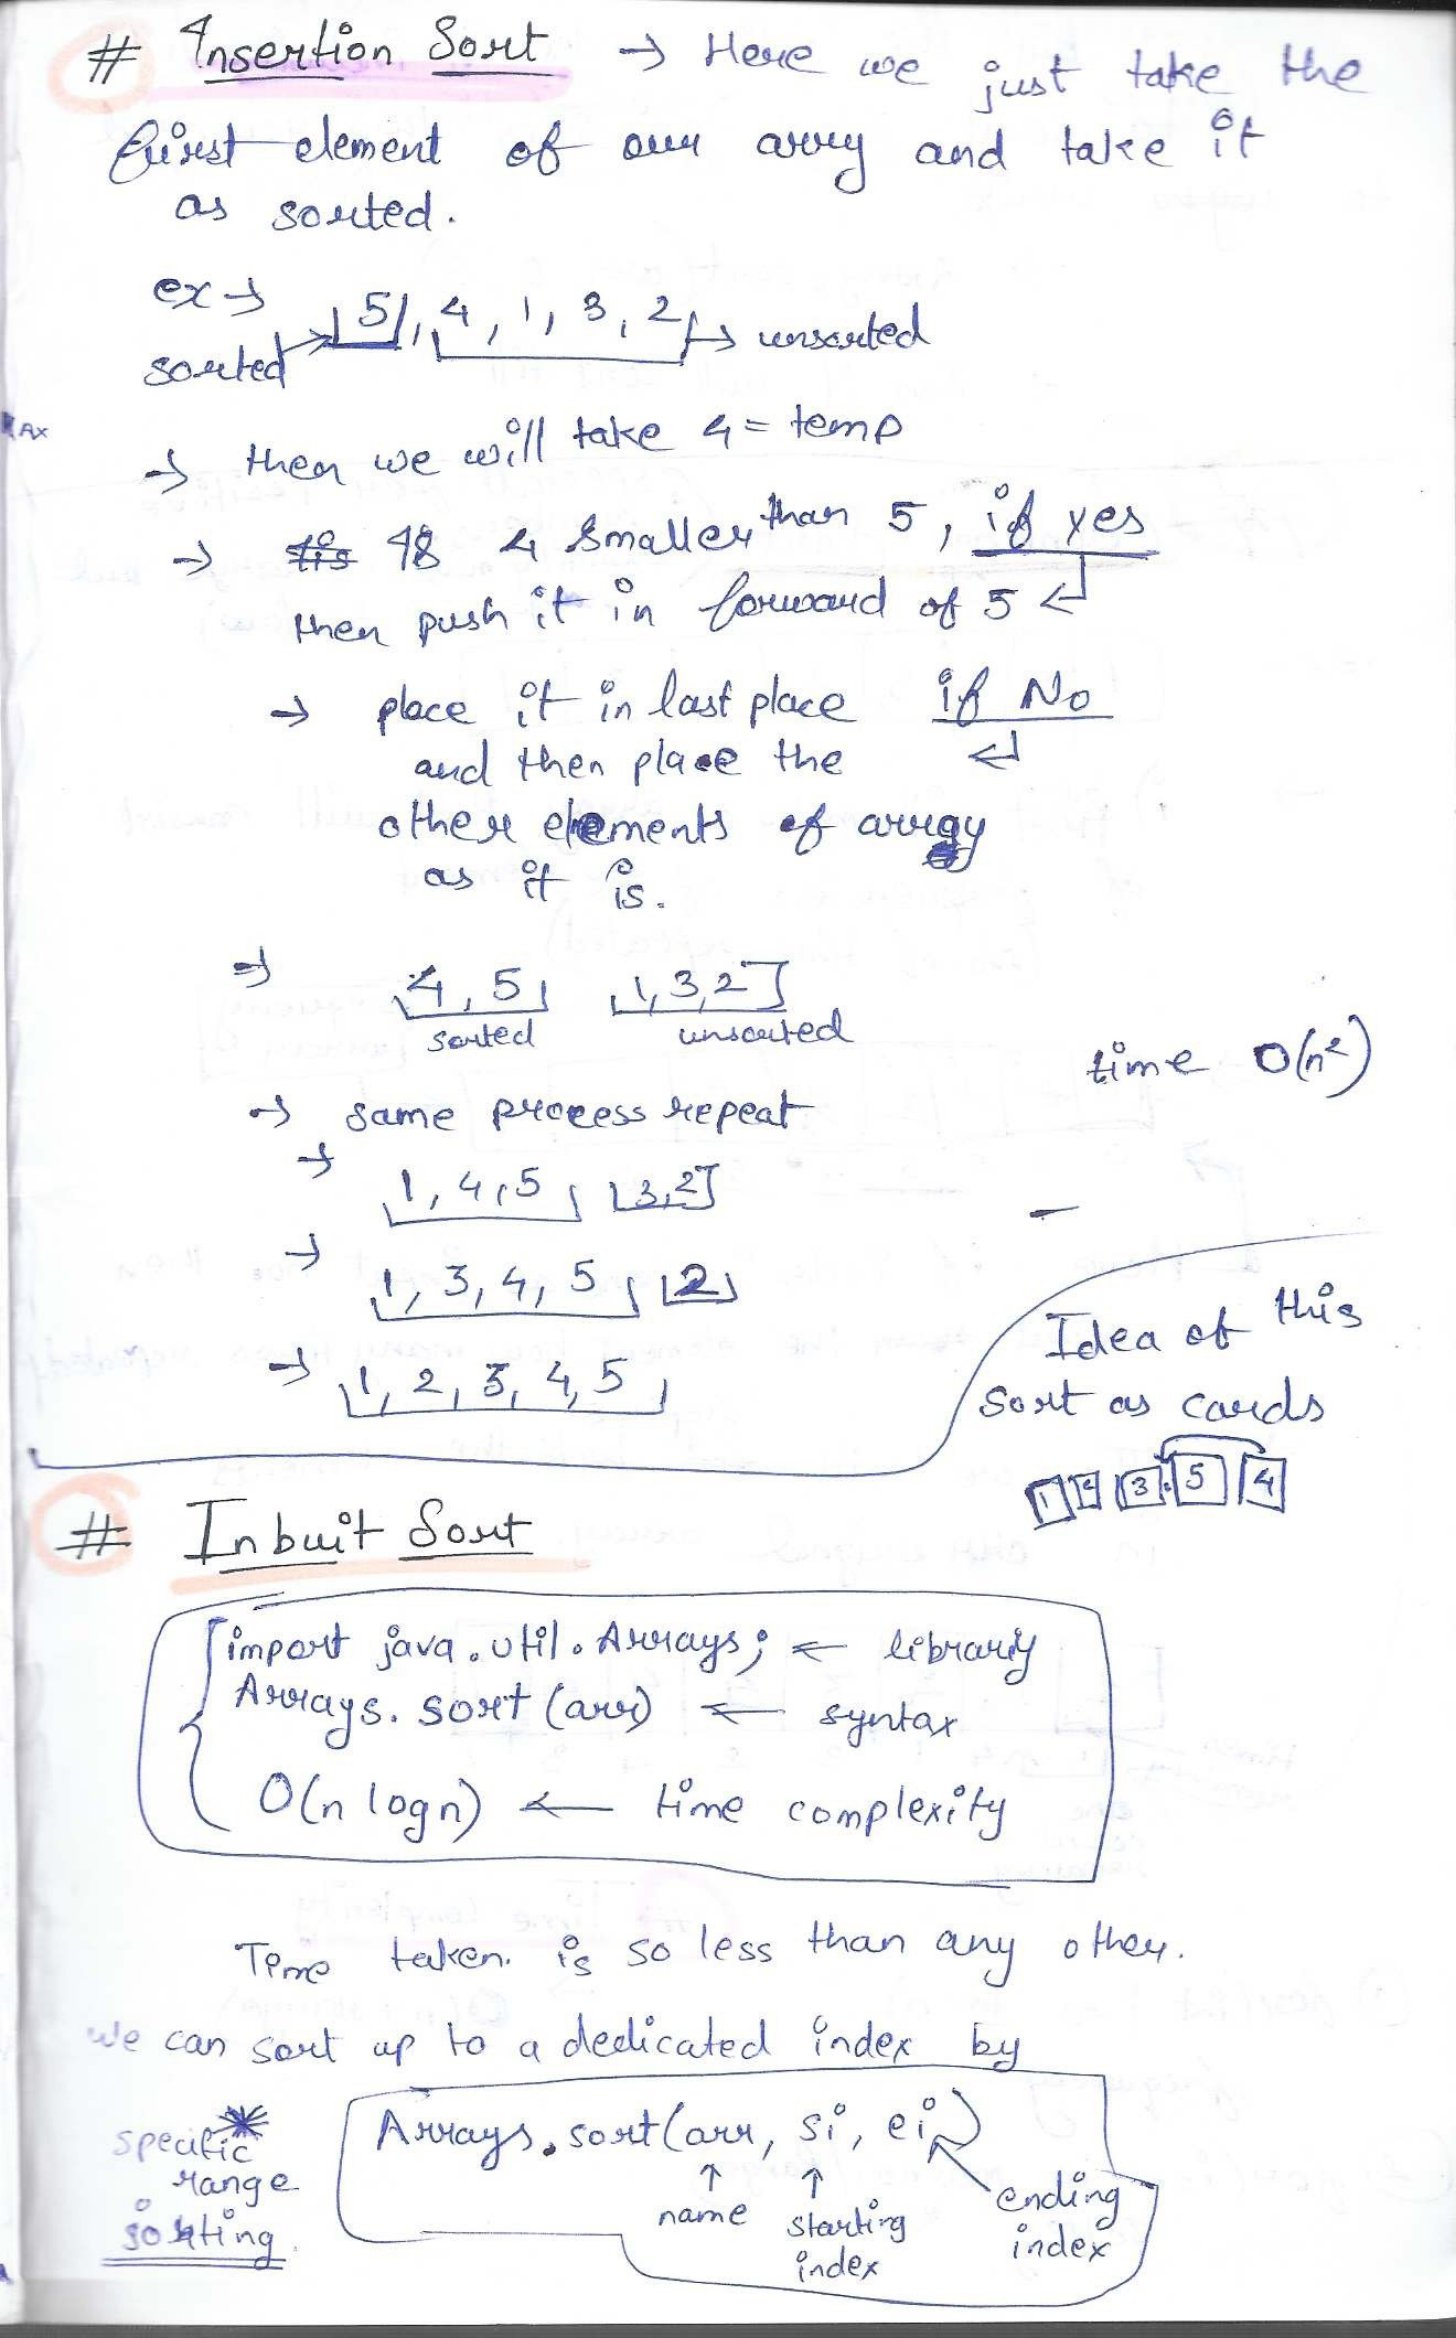 # Insertion Sort → Here we just take the
first element of our array and take it
as sorted.
ex →
sorted → 5, 4, 1, 3, 2 → unsorted
→ then we will take 4 = temp
→ If 4 smaller than 5, if yes
then push it in forward of 5 ↵
→ place it in last place if No
and then place the ↵
other elements of array
as it is.
→ 4, 5, 1, 3, 2]
sorted unsorted
time O(n²)
→ same process repeat
→ 1, 4, 5, [3,2]
→ 1, 3, 4, 5, [2]
→ 1, 2, 3, 4, 5
Idea of this
sort as cards
1 2 3 5 4
# Inbuit Sort
import java.util.Arrays; ← library
Arrays.sort(arr) ← syntax
O(n logn) ← time complexity
Time taken is so less than any other.
we can sort up to a dedicated index by
* specific range sorting
Arrays.sort(arr, si, ei)
↑ name ↑ starting index ending index